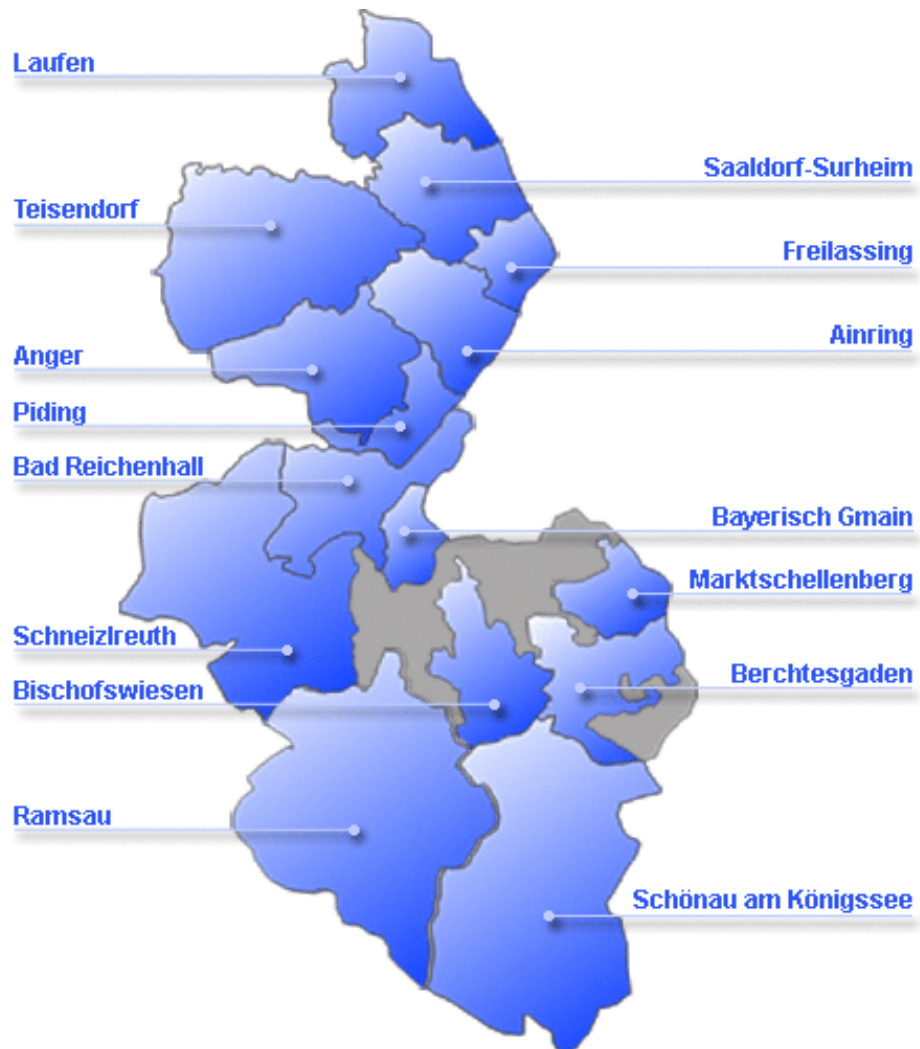 Laufen
Saaldorf-Surheim
Teisendorf
Freilassing
Ainring
Anger
Piding
Bad Reichenhall
Bayerisch Gmain
Marktschellenberg
Schneizlreuth
Berchtesgaden
Bischofswiesen
Ramsau
Schönau am Königssee